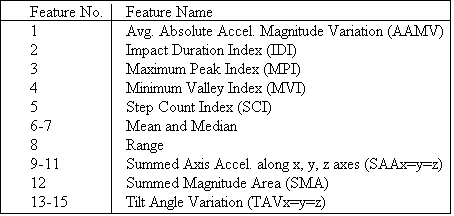 Feature No. Feature Name
1 Avg. Absolute Accel. Magnitude Variation (AAMV)
2 Impact Duration Index (IDI)
3 Maximum Peak Index (MPI)
4 Minimum Valley Index (MVI)
5 Step Count Index (SCI)
6-7 Mean and Median
8 Range
9-11 Summed Axis Accel. along x, y, z axes (SAAx=y=z)
12 Summed Magnitude Area (SMA)
13-15 Tilt Angle Variation (TAVx=y=z)